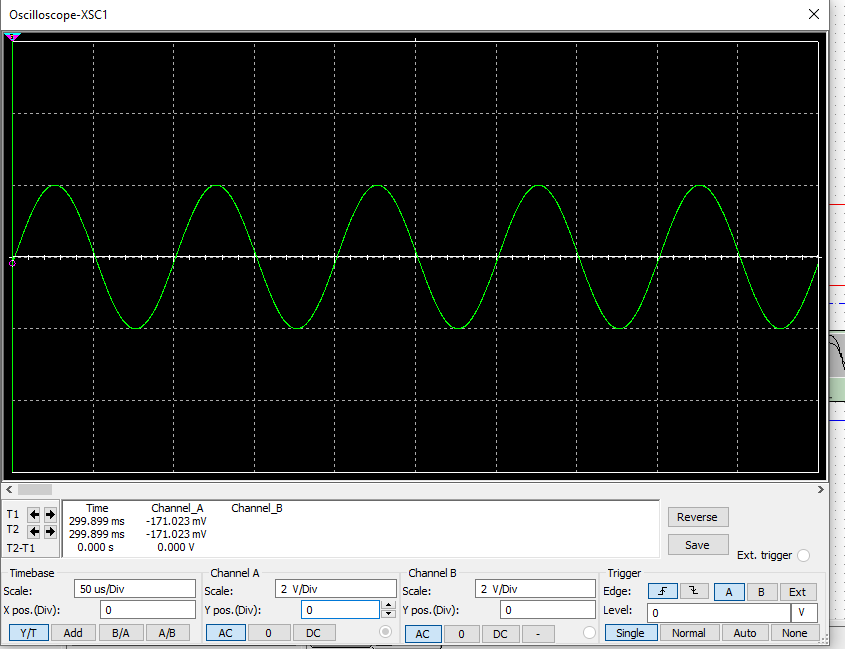 Oscilloscope-XSC1
T1
T2
T2-T1
Time Channel_A Channel_B
299.899 ms -171.023 mV
299.899 ms -171.023 mV
0.000 s 0.000 V
Reverse
Save
Ext. trigger
Timebase
Scale: 50 us/Div
X pos.(Div): 0
Y/T Add B/A A/B
Channel A
Scale: 2 V/Div
Y pos.(Div): 0
AC 0 DC
Channel B
Scale: 2 V/Div
Y pos.(Div): 0
AC 0 DC -
Trigger
Edge: A B Ext
Level: 0 V
Single Normal Auto None